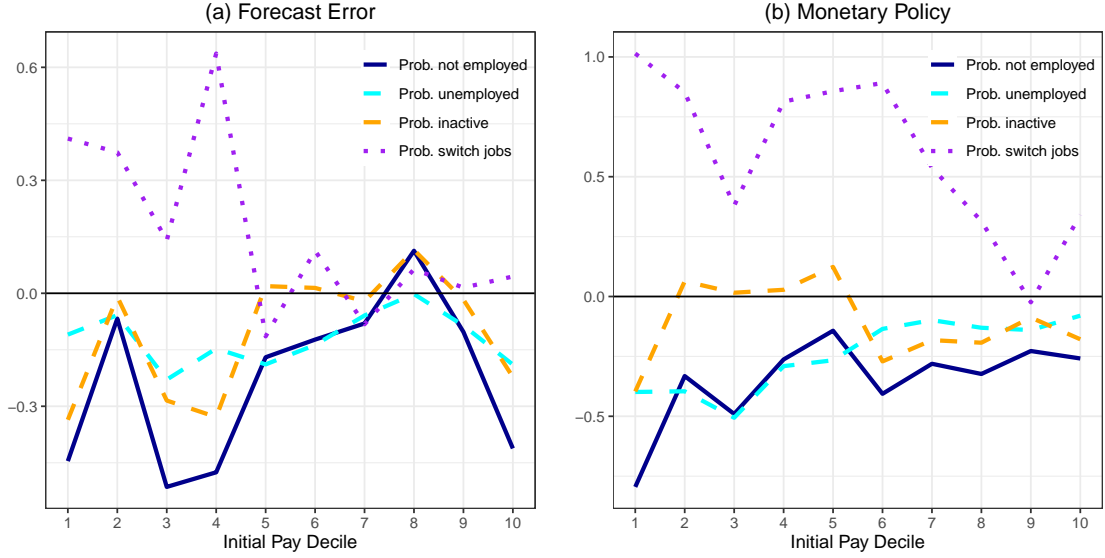 (a) Forecast Error
0.6
0.3
0.0
−0.3
Prob. not employed
Prob. unemployed
Prob. inactive
Prob. switch jobs
1 2 3 4 5 6 7 8 9 10
Initial Pay Decile
(b) Monetary Policy
1.0
0.5
0.0
−0.5
Prob. not employed
Prob. unemployed
Prob. inactive
Prob. switch jobs
1 2 3 4 5 6 7 8 9 10
Initial Pay Decile